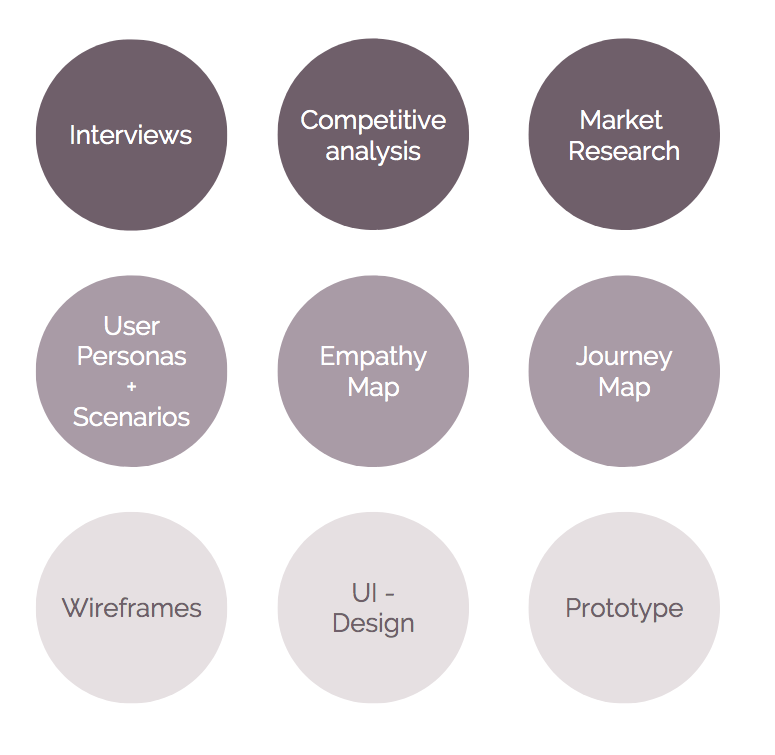 Interviews
Competitive
analysis
Market
Research
User
Personas
+
Scenarios
Empathy
Map
Journey
Map
Wireframes
UI -
Design
Prototype